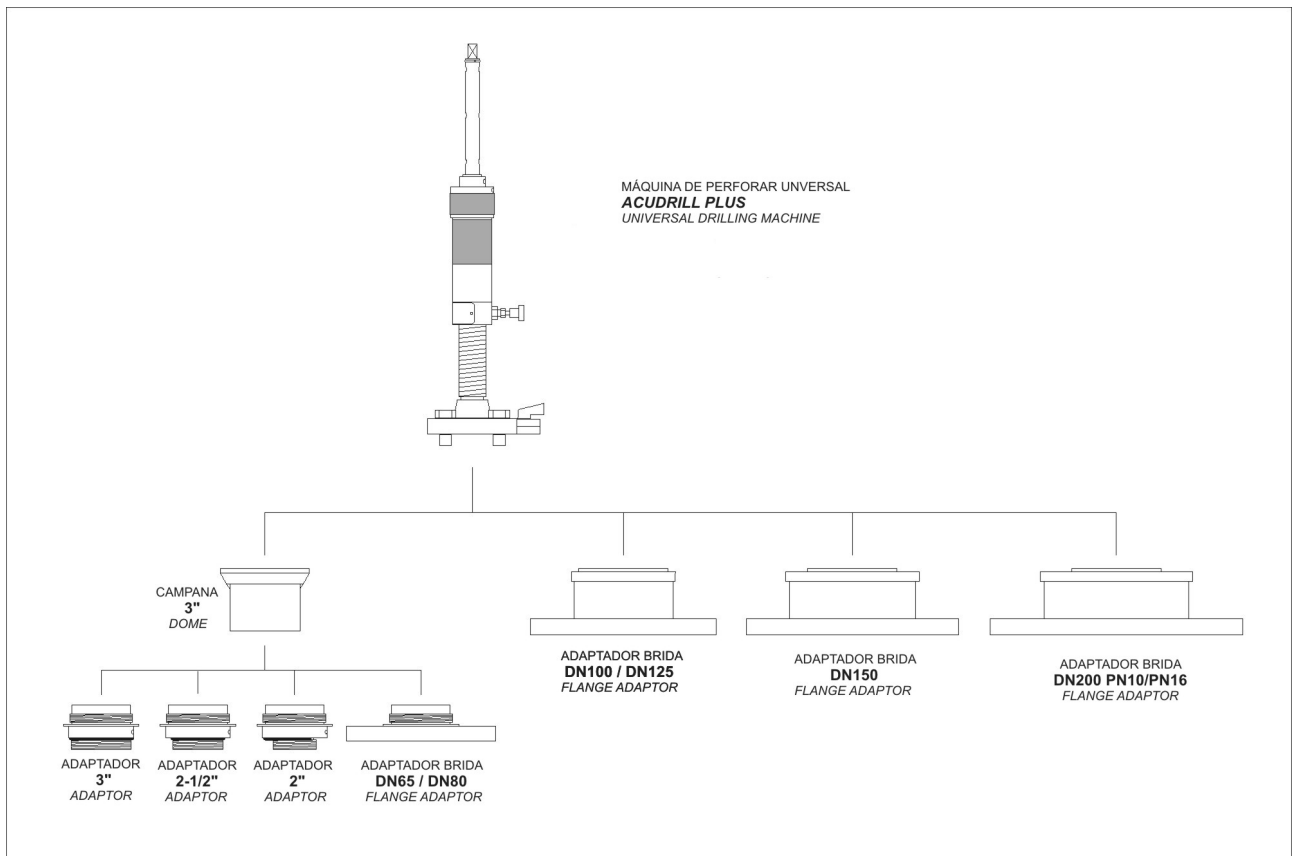 MÁQUINA DE PERFORAR UNVERSAL
ACUDRILL PLUS
UNIVERSAL DRILLING MACHINE
CAMPANA
3"
DOME
ADAPTADOR BRIDA
DN100 / DN125
FLANGE ADAPTOR
ADAPTADOR BRIDA
DN150
FLANGE ADAPTOR
ADAPTADOR BRIDA
DN200 PN10/PN16
FLANGE ADAPTOR
ADAPTADOR
3"
ADAPTOR
ADAPTADOR
2-1/2"
ADAPTOR
ADAPTADOR
2"
ADAPTOR
ADAPTADOR BRIDA
DN65 / DN80
FLANGE ADAPTOR